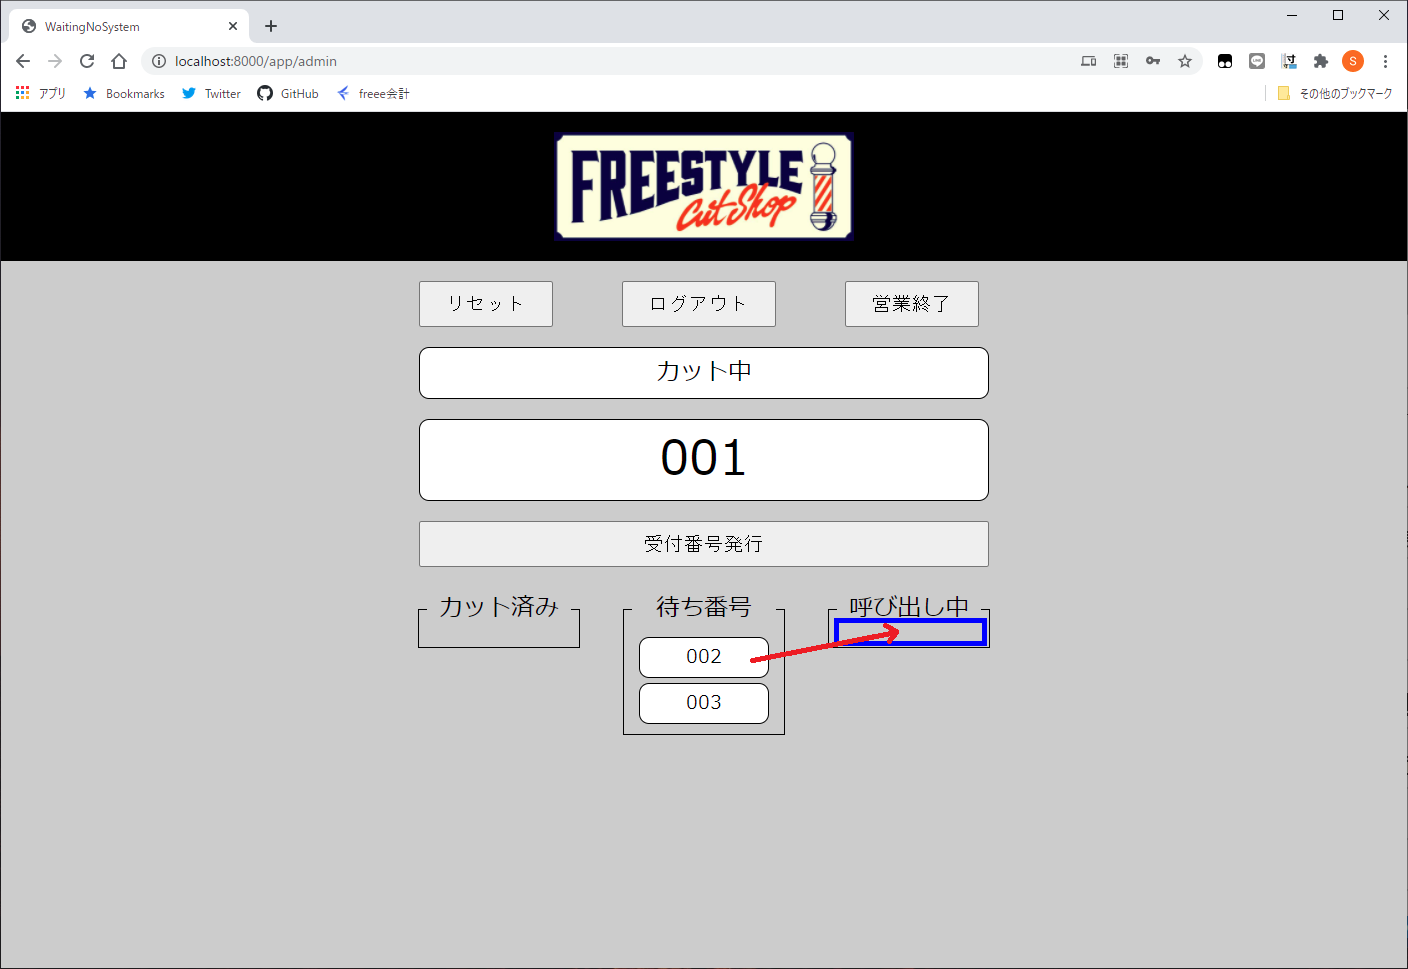 WaitingNoSystem
localhost:8000/app/admin
アプリ Bookmarks Twitter GitHub freee会計 その他のブックマーク
FREESTYLE
Cut Shop
リセット ログアウト 営業終了
カット中
001
受付番号発行
カット済み 待ち番号 呼び出し中
002
003